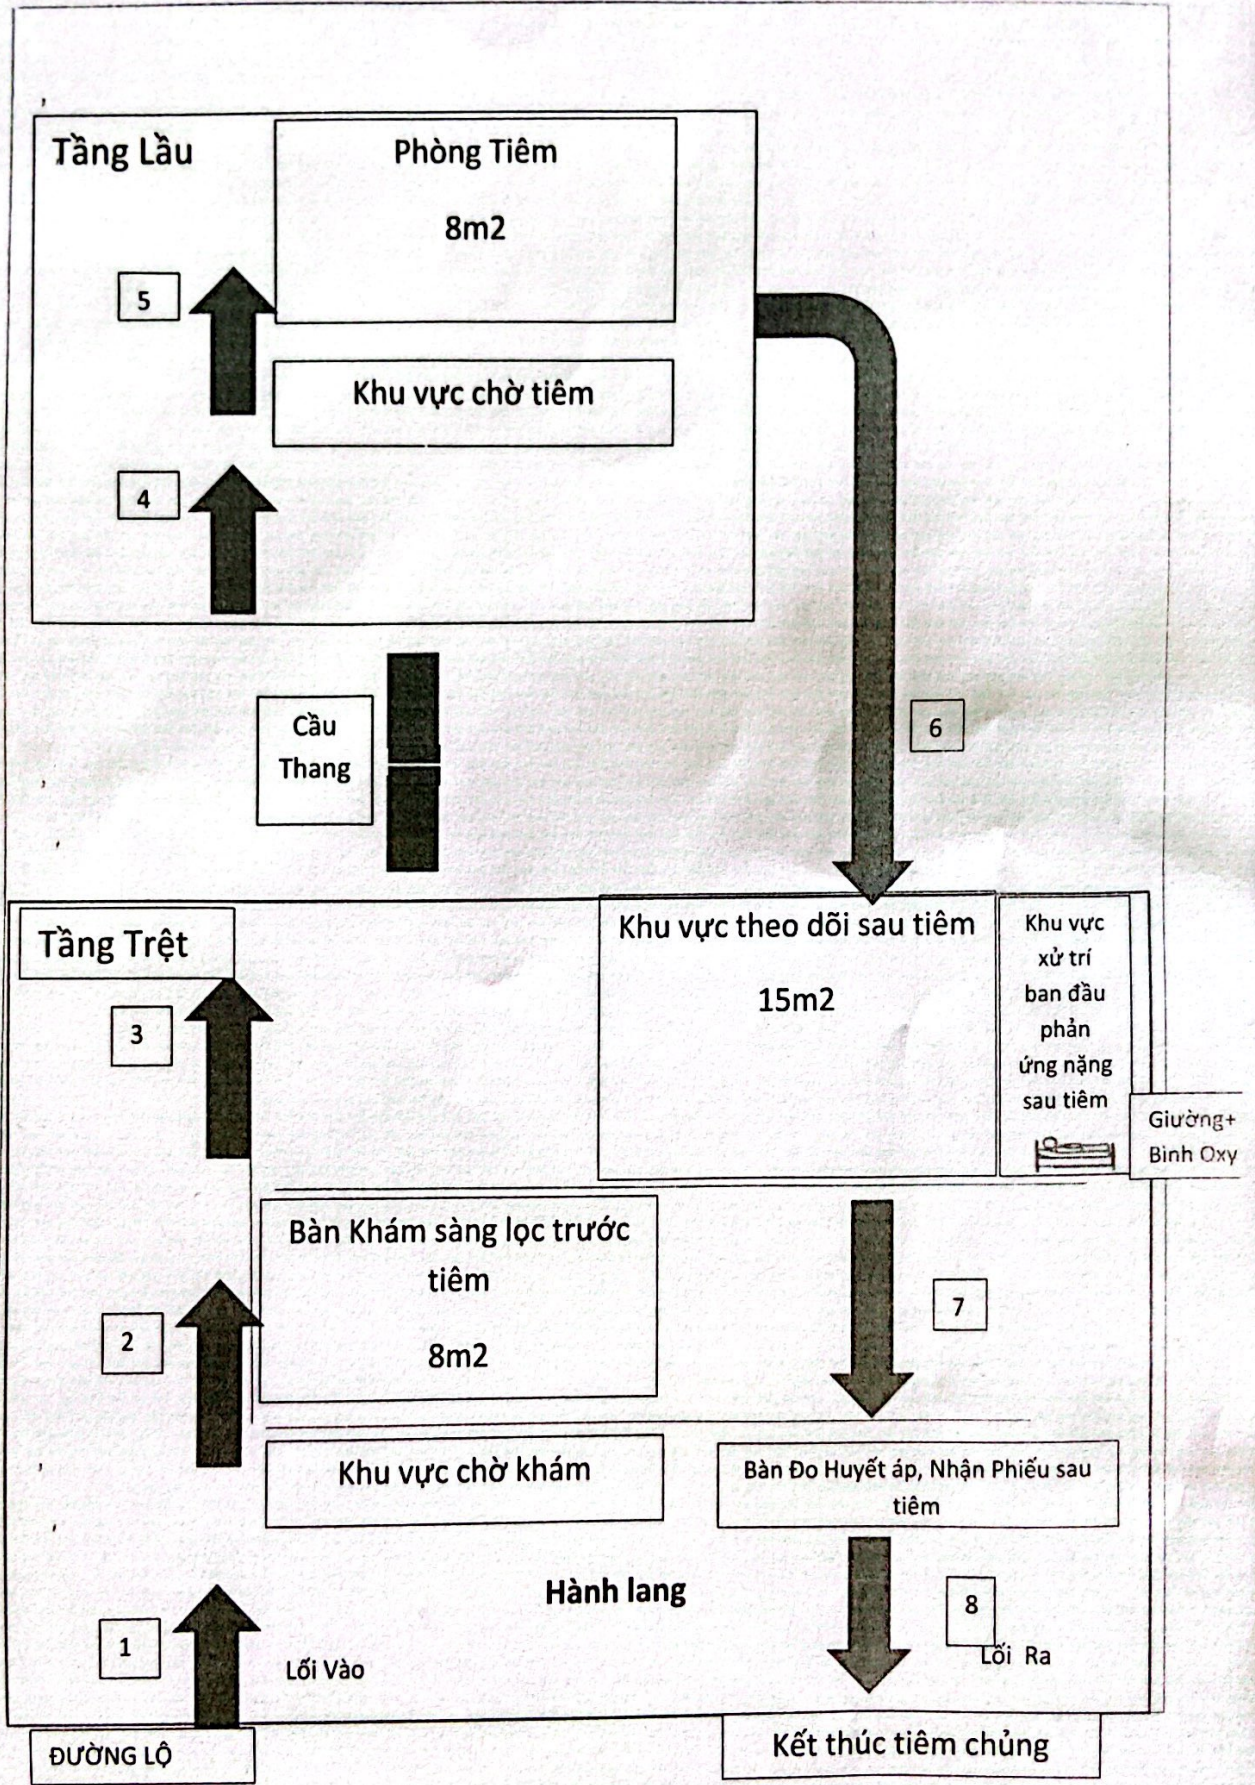 Tầng Lầu
Phòng Tiêm
8m2
5
Khu vực chờ tiêm
4
Cầu
Thang
6
Tầng Trệt
Khu vực theo dõi sau tiêm
15m2
Khu vực
xử trí
ban đầu
phản
ứng nặng
sau tiêm
Giường+
Bình Oxy
3
Bàn Khám sàng lọc trước
tiêm
8m2
2
7
Khu vực chờ khám
Bàn Đo Huyết áp, Nhận Phiếu sau
tiêm
Hành lang
1
Lối Vào
8
Lối Ra
ĐƯỜNG LỘ
Kết thúc tiêm chủng